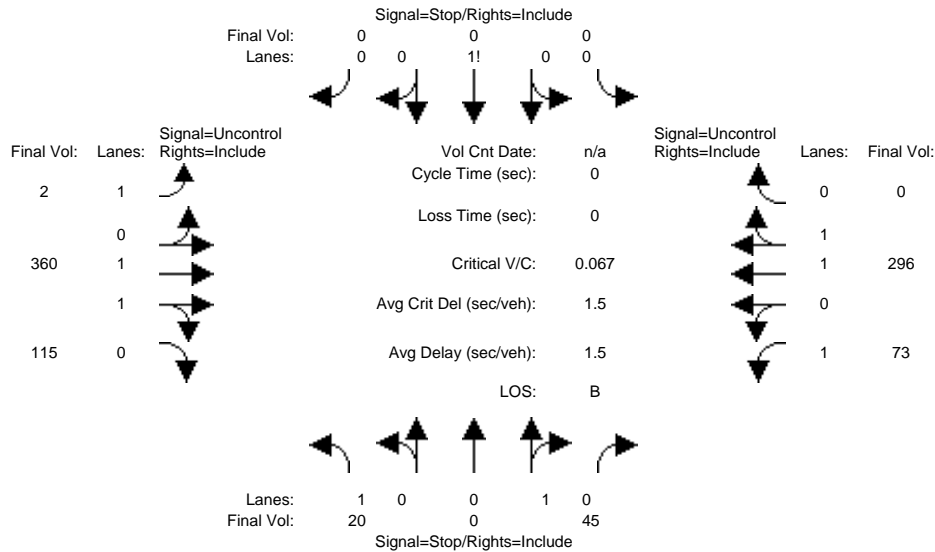 Signal=Stop/Rights=Include
Final Vol: 0 0 0
Lanes: 0 0 1! 0 0
Signal=Uncontrol Signal=Uncontrol
Final Vol: Lanes: Rights=Include Vol Cnt Date: n/a Rights=Include Lanes: Final Vol:
Cycle Time (sec): 0
2 1 0 0
Loss Time (sec): 0
0 1
360 1 Critical V/C: 0.067 1 296
1 Avg Crit Del (sec/veh): 1.5 0
115 0 Avg Delay (sec/veh): 1.5 1 73
LOS: B
Lanes: 1 0 0 1 0
Final Vol: 20 0 45
Signal=Stop/Rights=Include